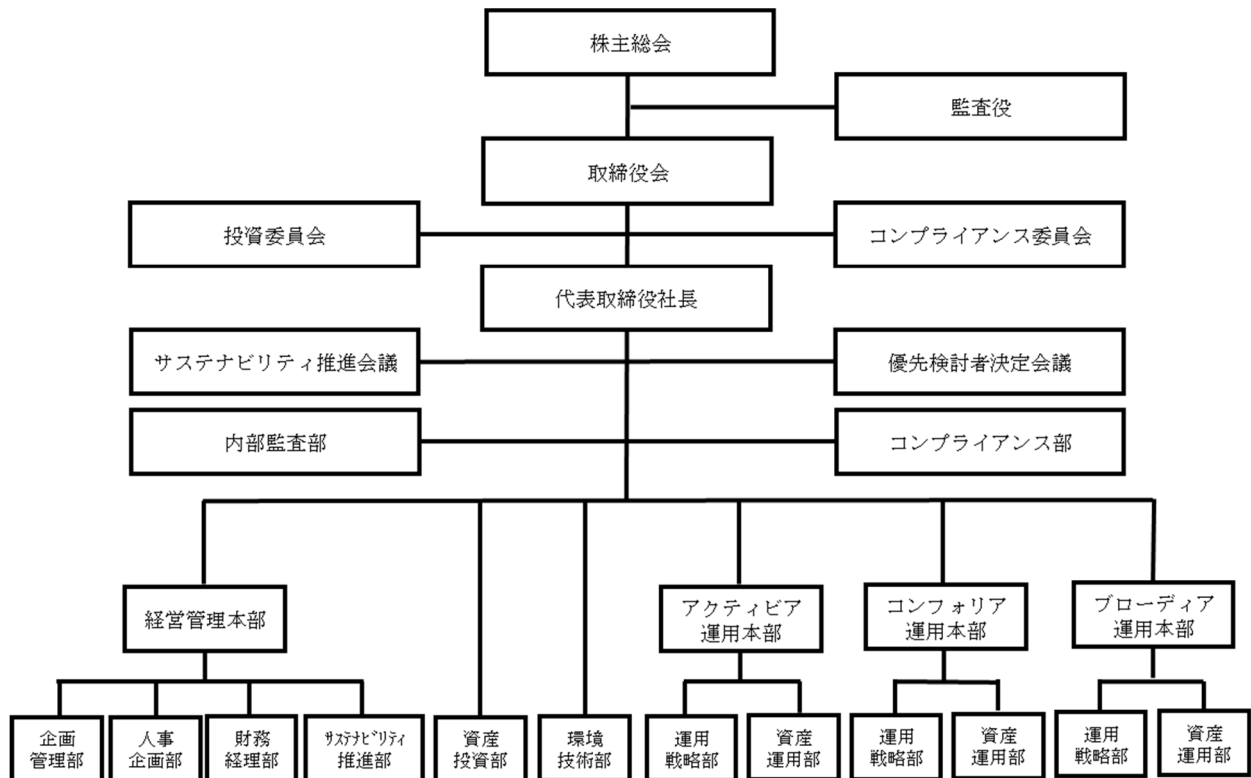 株主総会
監査役
取締役会
投資委員会
コンプライアンス委員会
代表取締役社長
サステナビリティ推進会議
優先検討者決定会議
内部監査部
コンプライアンス部
経営管理本部
アクティビア
運用本部
コンフォリア
運用本部
ブローディア
運用本部
企画
管理部
人事
企画部
財務
経理部
ｻｽﾃﾅﾋﾞﾘﾃｨ
推進部
資産
投資部
環境
技術部
運用
戦略部
資産
運用部
運用
戦略部
資産
運用部
運用
戦略部
資産
運用部